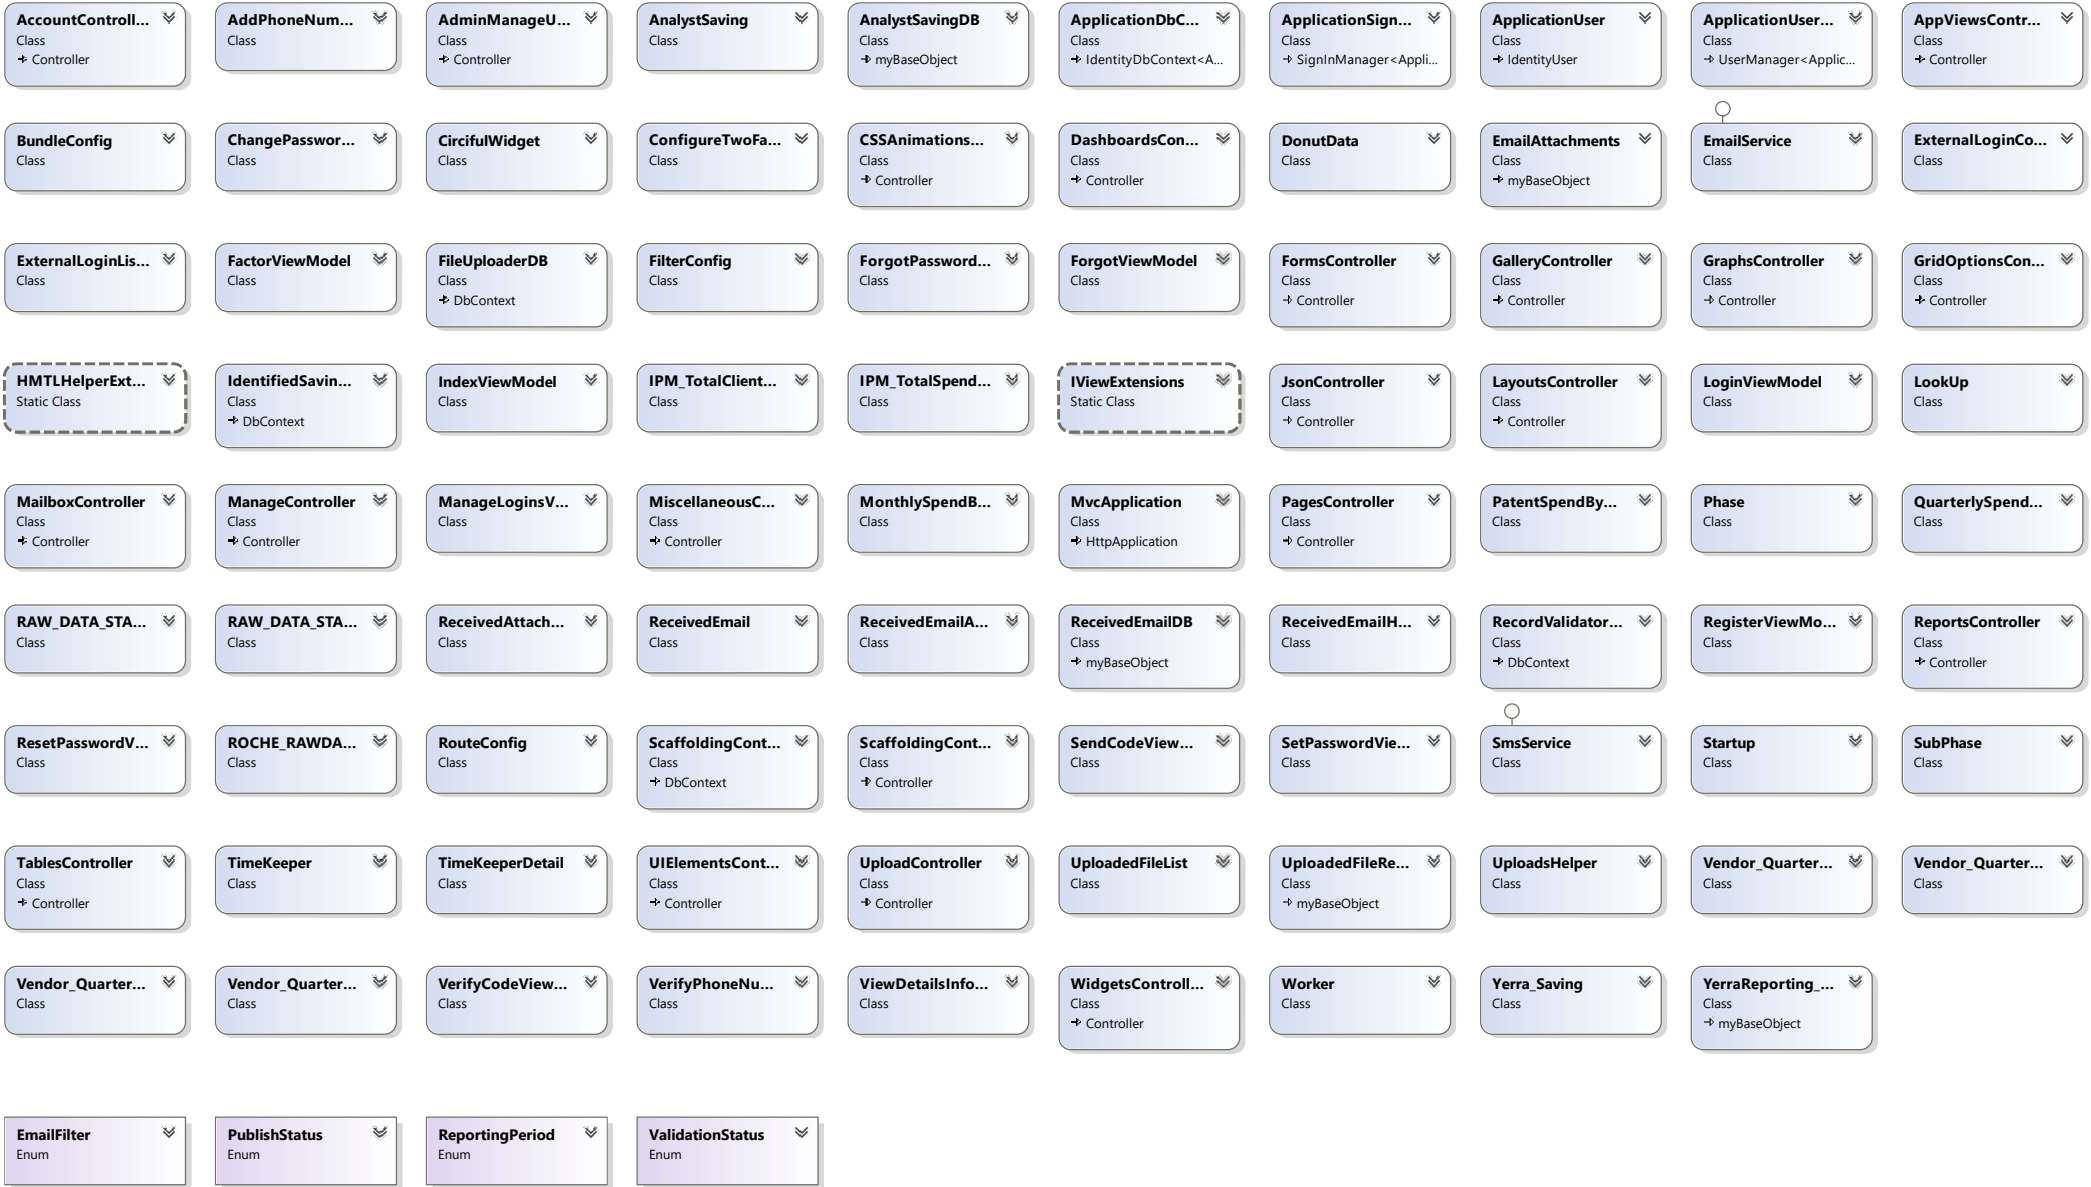 AccountControll...
Class
Controller
AddPhoneNum...
Class
AdminManageU...
Class
Controller
AnalystSaving
Class
AnalystSavingDB
Class
myBaseObject
ApplicationDbC...
Class
IdentityDbContext<A...
ApplicationSign...
Class
SignInManager<Appli...
ApplicationUser
Class
IdentityUser
ApplicationUser...
Class
UserManager<Applic...
AppViewsContr...
Class
Controller
BundleConfig
Class
ChangePasswor...
Class
CircifulWidget
Class
ConfigureTwoFa...
Class
CSSAnimations...
Class
Controller
DashboardsCon...
Class
Controller
DonutData
Class
EmailAttachments
Class
myBaseObject
EmailService
Class
ExternalLoginCo...
Class
ExternalLoginLis...
Class
FactorViewModel
Class
FileUploaderDB
Class
DbContext
FilterConfig
Class
ForgotPassword...
Class
ForgotViewModel
Class
FormsController
Class
Controller
GalleryController
Class
Controller
GraphsController
Class
Controller
GridOptionsCon...
Class
Controller
HMTLHelperExt...
Static Class
IdentifiedSavin...
Class
DbContext
IndexViewModel
Class
IPM_TotalClient...
Class
IPM_TotalSpend...
Class
IViewExtensions
Static Class
JsonController
Class
Controller
LayoutsController
Class
Controller
LoginViewModel
Class
LookUp
Class
MailboxController
Class
Controller
ManageController
Class
Controller
ManageLoginsV...
Class
MiscellaneousC...
Class
Controller
MonthlySpendB...
Class
MvcApplication
Class
HttpApplication
PagesController
Class
Controller
PatentSpendBy...
Class
Phase
Class
QuarterlySpend...
Class
RAW_DATA_STA...
Class
RAW_DATA_STA...
Class
ReceivedAttach...
Class
ReceivedEmail
Class
ReceivedEmailA...
Class
ReceivedEmailDB
Class
myBaseObject
ReceivedEmailH...
Class
RecordValidator...
Class
DbContext
RegisterViewMo...
Class
ReportsController
Class
Controller
ResetPasswordV...
Class
ROCHE_RAWDA...
Class
RouteConfig
Class
ScaffoldingCont...
Class
DbContext
ScaffoldingCont...
Class
Controller
SendCodeView...
Class
SetPasswordVie...
Class
SmsService
Class
Startup
Class
SubPhase
Class
TablesController
Class
Controller
TimeKeeper
Class
TimeKeeperDetail
Class
UIElementsCont...
Class
Controller
UploadController
Class
Controller
UploadedFileList
Class
UploadedFileRe...
Class
myBaseObject
UploadsHelper
Class
Vendor_Quarter...
Class
Vendor_Quarter...
Class
Vendor_Quarter...
Class
Vendor_Quarter...
Class
VerifyCodeView...
Class
VerifyPhoneNu...
Class
ViewDetailsInfo...
Class
WidgetsControll...
Class
Controller
Worker
Class
Yerra_Saving
Class
YerraReporting_...
Class
myBaseObject
EmailFilter
Enum
PublishStatus
Enum
ReportingPeriod
Enum
ValidationStatus
Enum